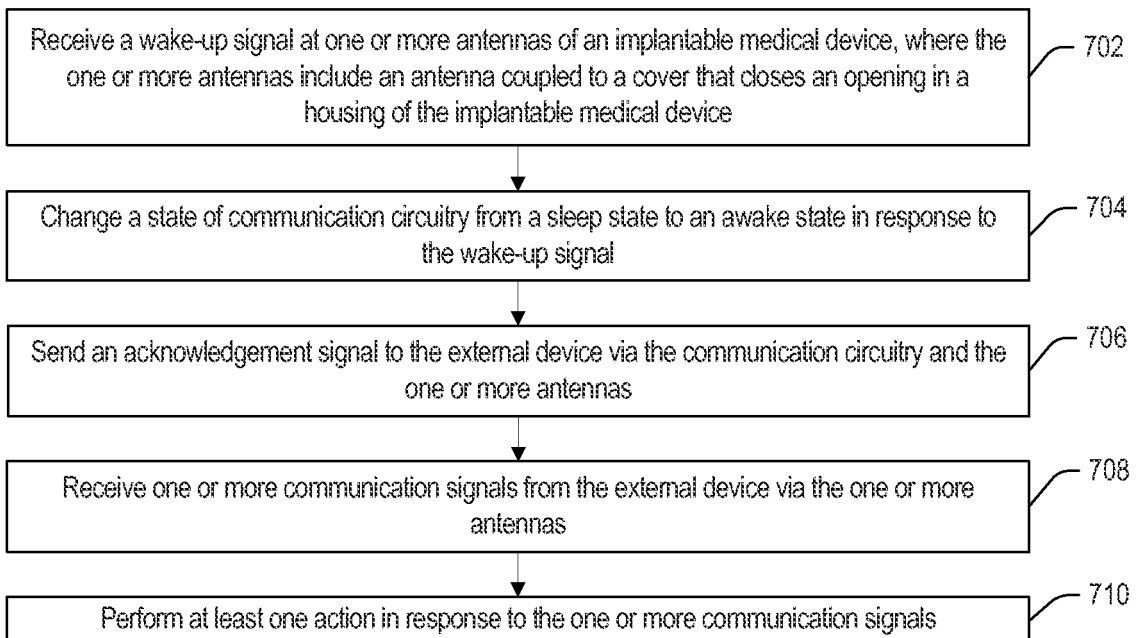 Receive a wake-up signal at one or more antennas of an implantable medical device, where the
one or more antennas include an antenna coupled to a cover that closes an opening in a
housing of the implantable medical device
702
Change a state of communication circuitry from a sleep state to an awake state in response to
the wake-up signal
704
Send an acknowledgement signal to the external device via the communication circuitry and the
one or more antennas
706
Receive one or more communication signals from the external device via the one or more
antennas
708
Perform at least one action in response to the one or more communication signals
710